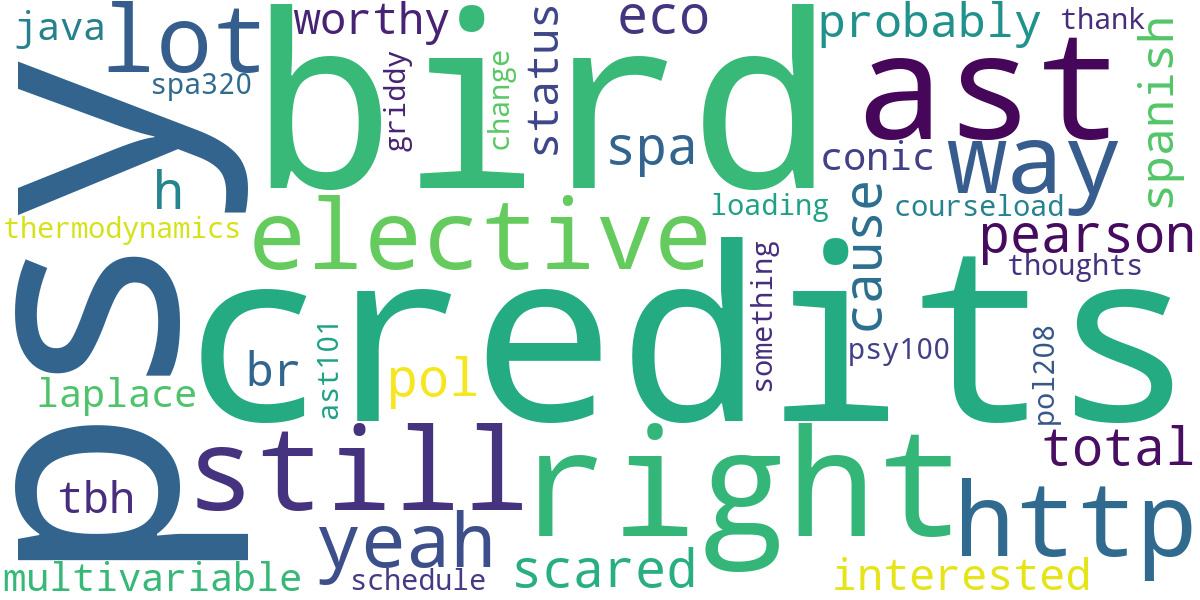 java
lot
worthy
bird
eco
probably
thank
spanish
psy
spa320
griddy
change
status
spa
ast
conic
way
h
thermodynamics
elective
loading
cause
courseload
pearson
thoughts
credits
something
psy100
pol208
laplace
br
ast101
pol
total
tbh
still
right
http
yeah
multivariable
schedule
scared
interested